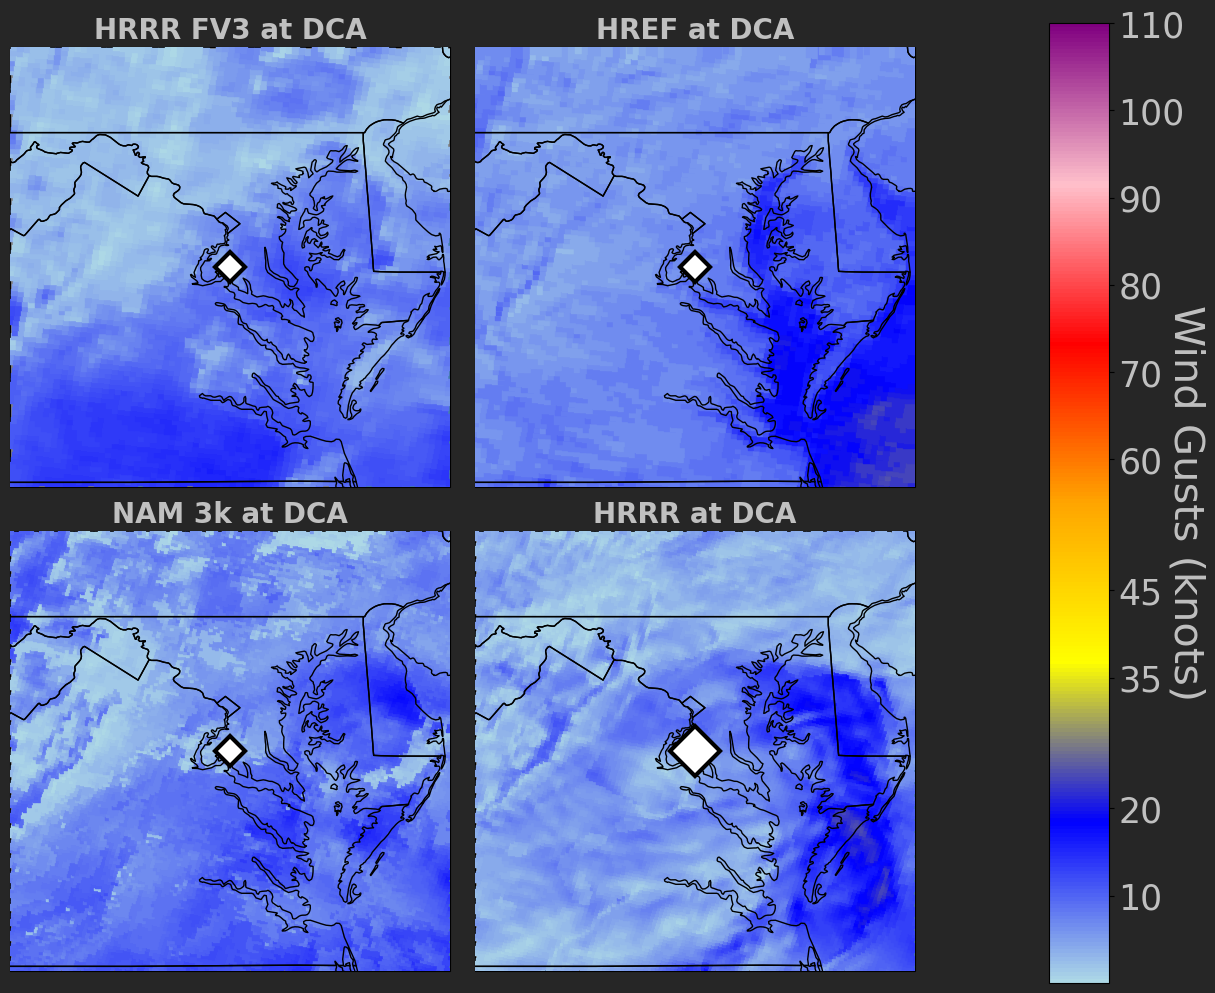 HRRR FV3 at DCA
HREF at DCA
NAM 3k at DCA
HRRR at DCA
110
100
90
80
70
60
45
35
20
10
Wind Gusts (knots)